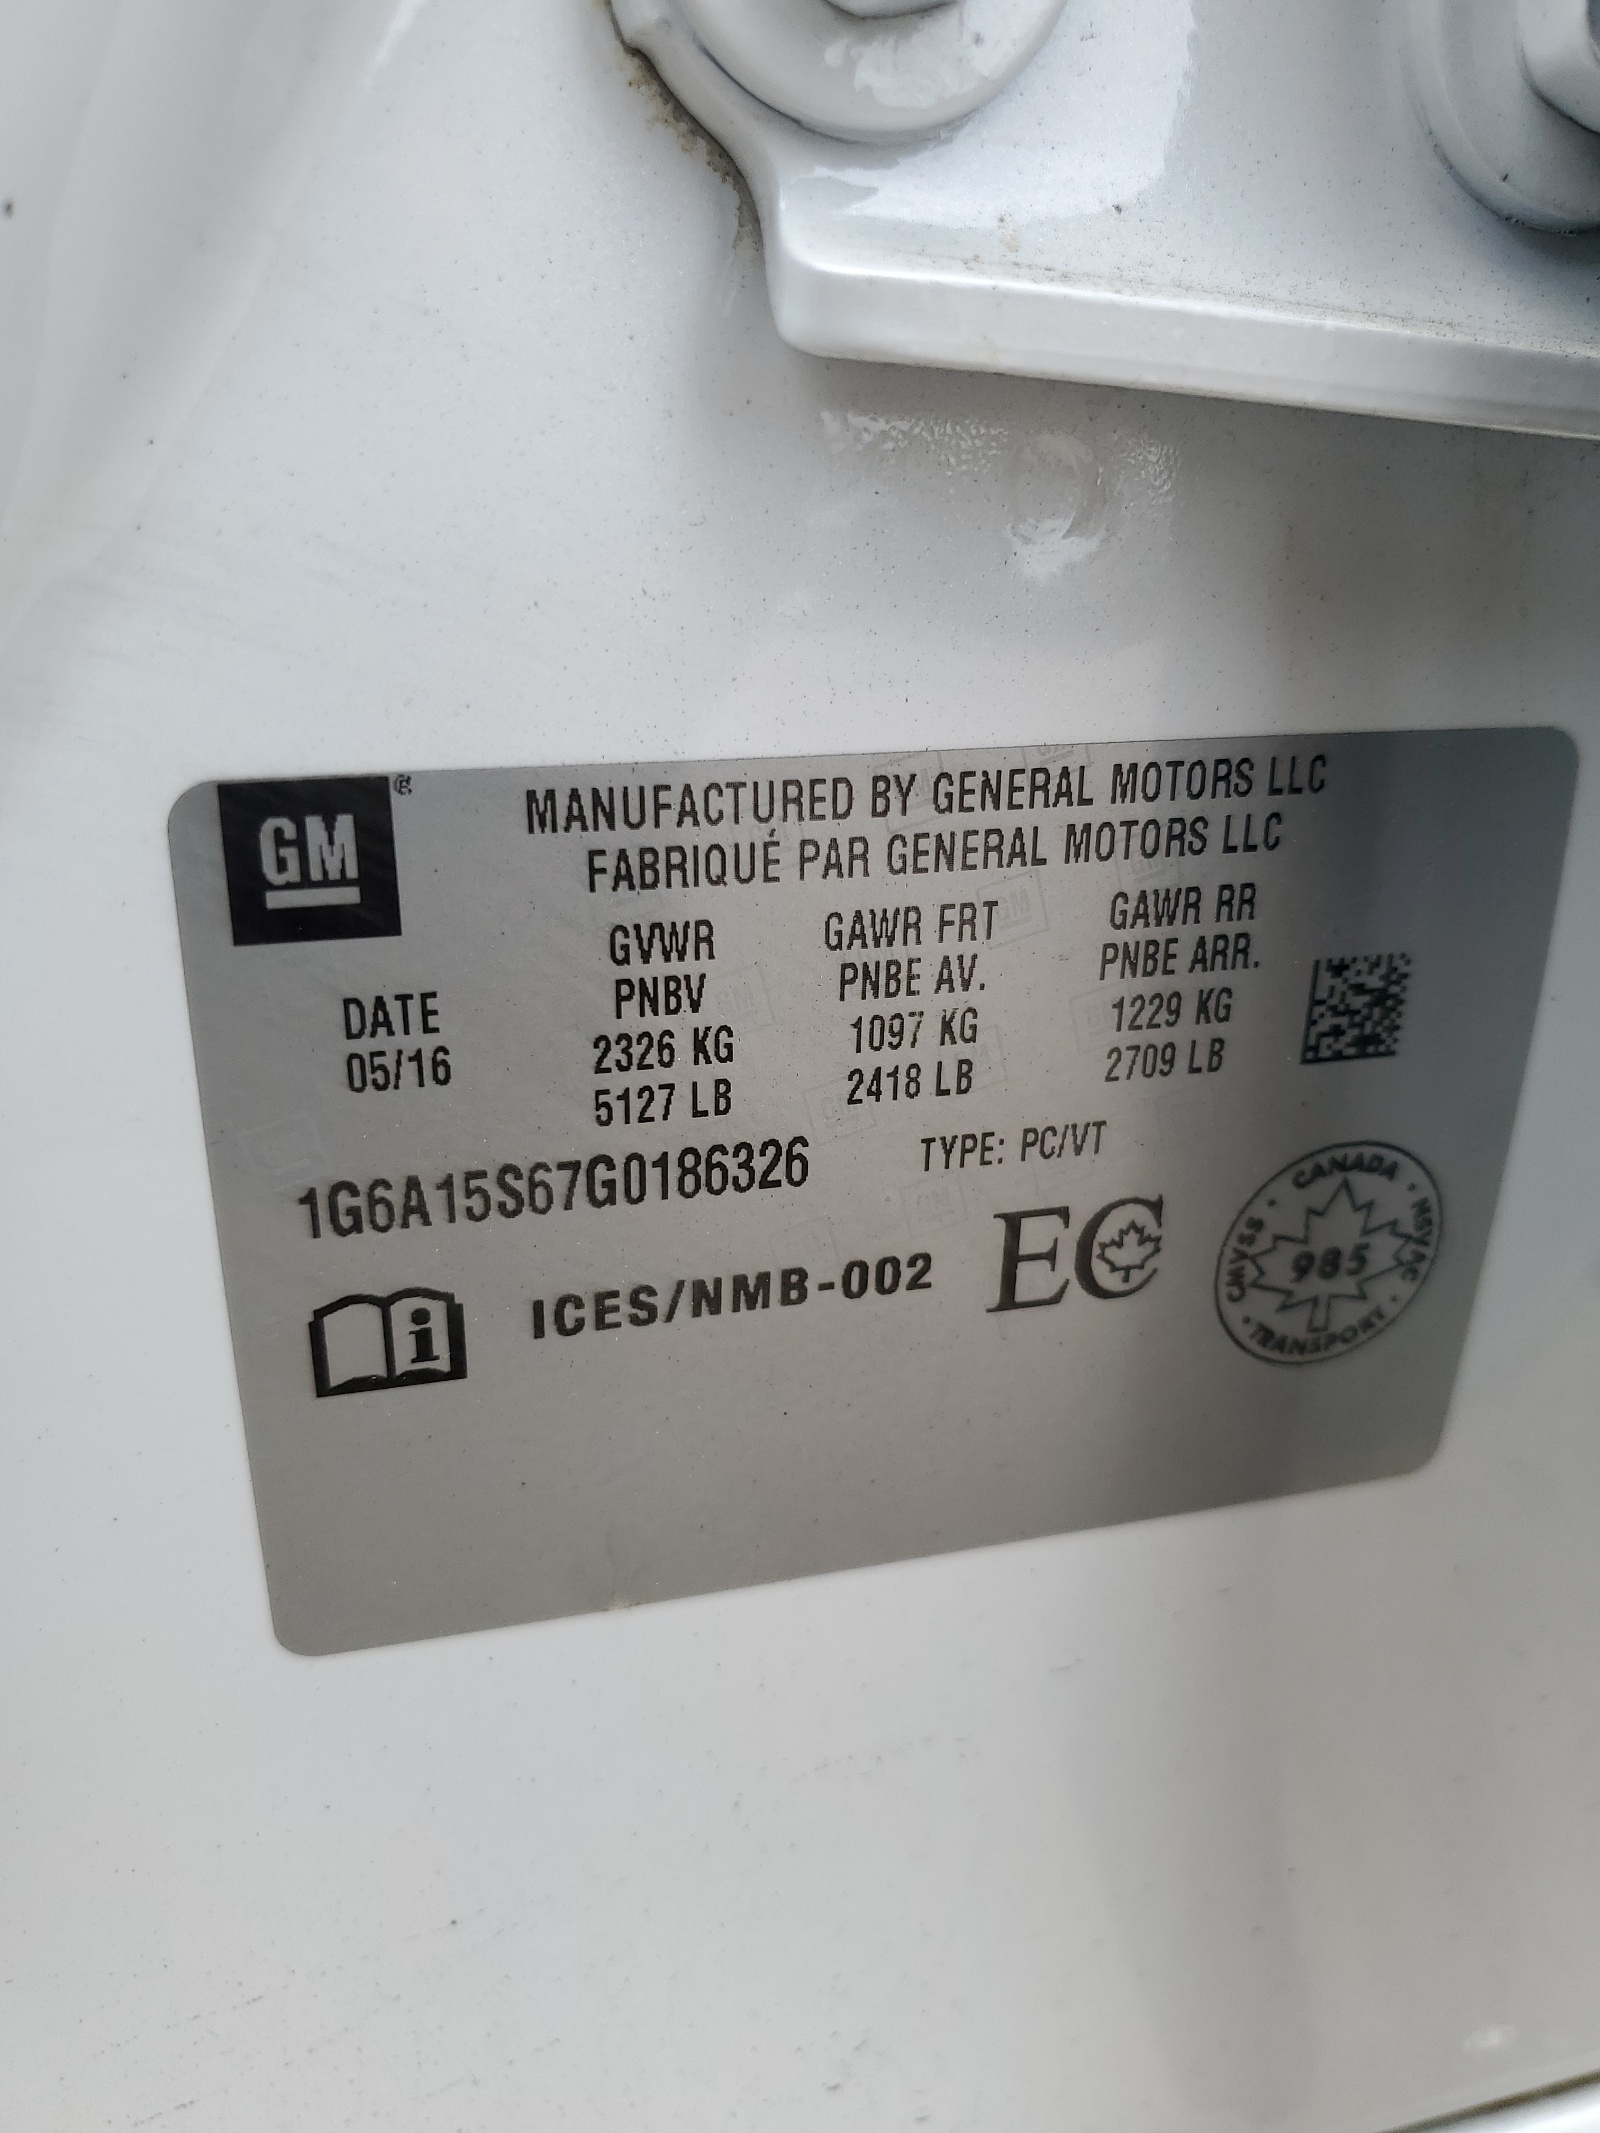 GM®
MANUFACTURED BY GENERAL MOTORS LLC
FABRIQUÉ PAR GENERAL MOTORS LLC
GVWR GAWR FRT GAWR RR
PNBV PNBE AV. PNBE ARR.
DATE 2326 KG 1097 KG 1229 KG
05/16 5127 LB 2418 LB 2709 LB
1G6A15S67G0186326 TYPE: PC/VT
i ICES/NMB-002 EC
CANADA · NSVAC · TRANSPORT · CMVSS ·
985